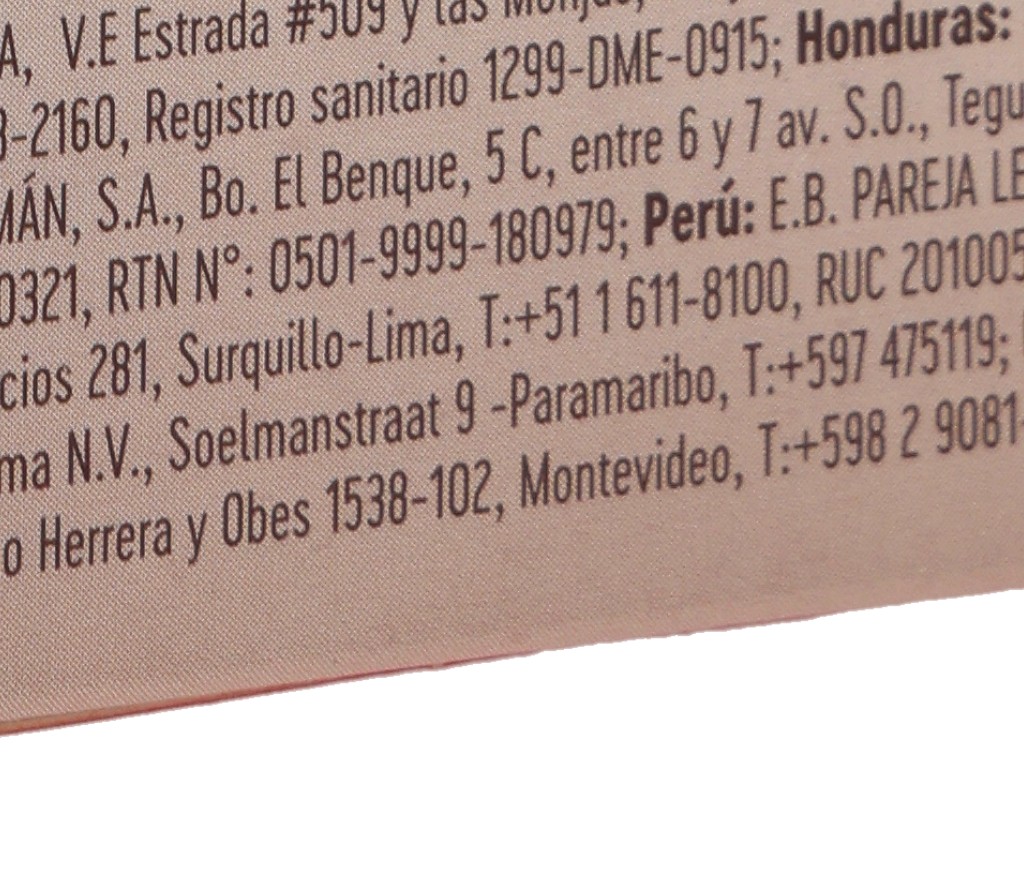 A, V.E Estrada #509 y las Monjas,
-2160, Registro sanitario 1299-DME-0915; Honduras:
MÁN, S.A., Bo. El Benque, 5 C, entre 6 y 7 av. S.O., Tegu
0321, RTN N°: 0501-9999-180979; Perú: E.B. PAREJA LE
cios 281, Surquillo-Lima, T:+51 1 611-8100, RUC 201005
ma N.V., Soelmanstraat 9 -Paramaribo, T:+597 475119;
o Herrera y Obes 1538-102, Montevideo, T:+598 2 9081-